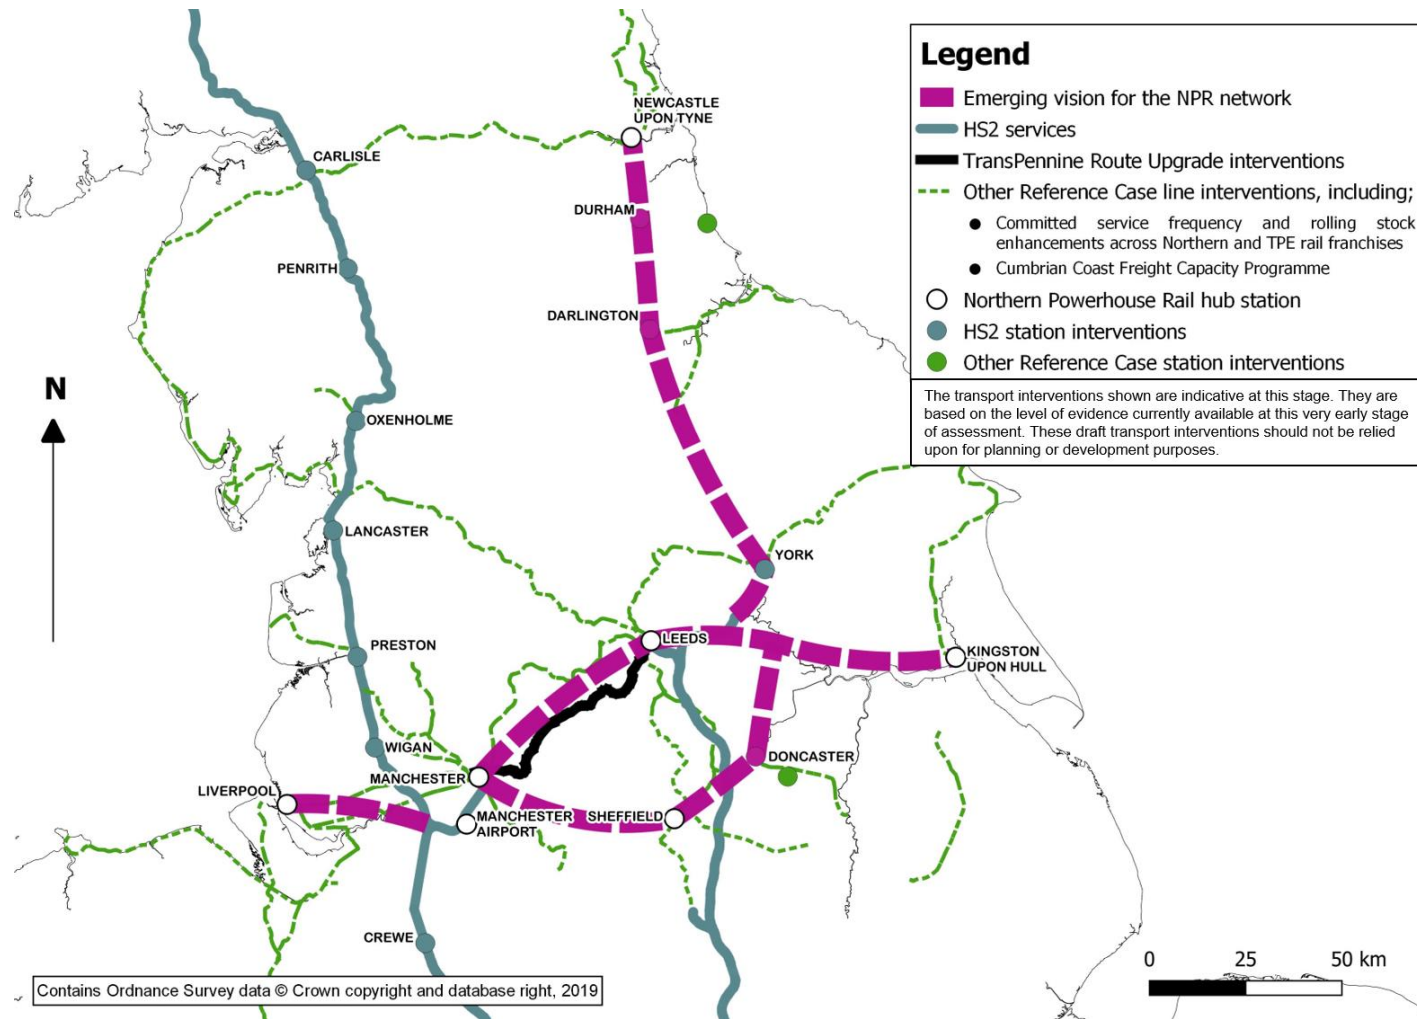 Legend
Emerging vision for the NPR network
HS2 services
TransPennine Route Upgrade interventions
Other Reference Case line interventions, including;
Committed service frequency and rolling stock
enhancements across Northern and TPE rail franchises
Cumbrian Coast Freight Capacity Programme
Northern Powerhouse Rail hub station
HS2 station interventions
Other Reference Case station interventions
The transport interventions shown are indicative at this stage. They are
based on the level of evidence currently available at this very early stage
of assessment. These draft transport interventions should not be relied
upon for planning or development purposes.
NEWCASTLE
UPON TYNE
CARLISLE
DURHAM
PENRITH
DARLINGTON
N
OXENHOLME
LANCASTER
YORK
LEEDS
PRESTON
KINGSTON
UPON HULL
WIGAN
DONCASTER
MANCHESTER
LIVERPOOL
MANCHESTER
AIRPORT
SHEFFIELD
CREWE
0 25 50 km
Contains Ordnance Survey data © Crown copyright and database right, 2019